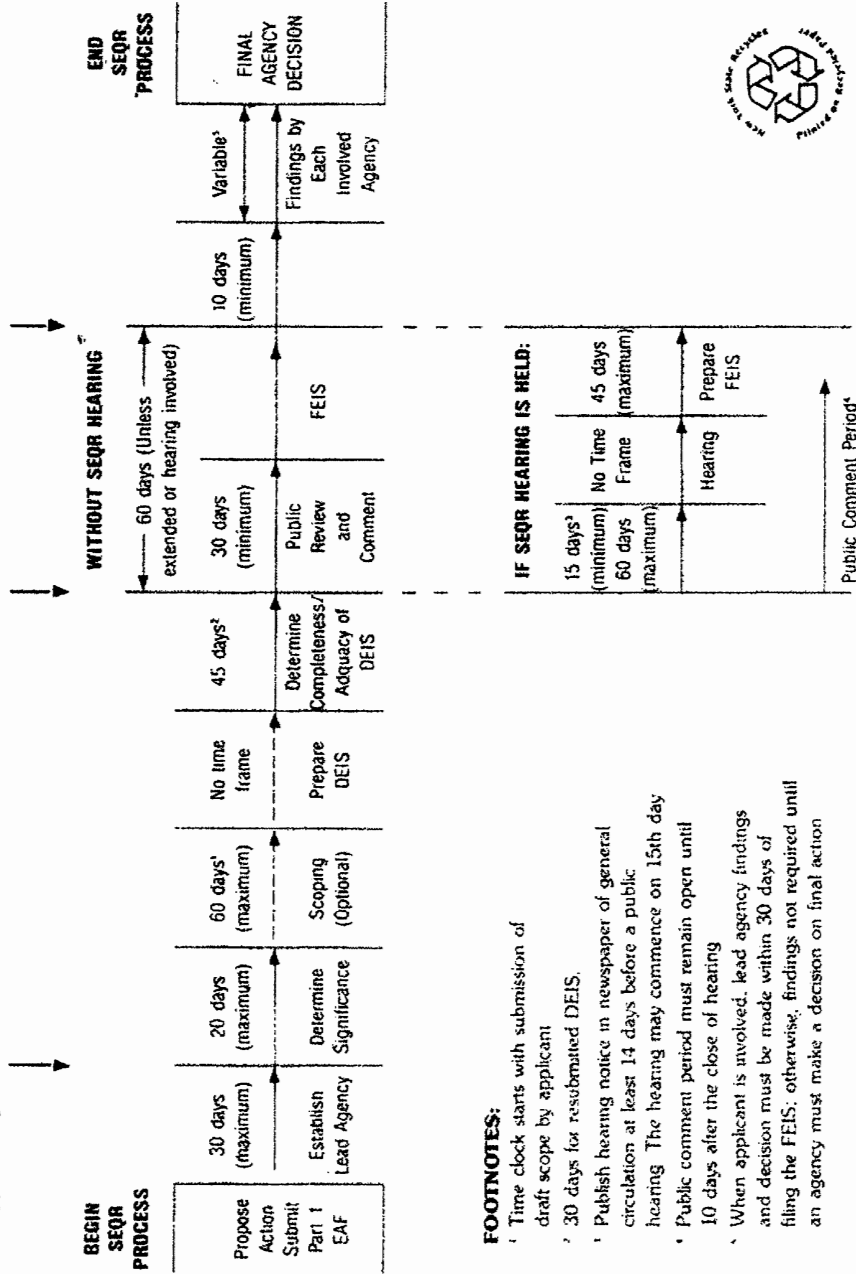 BEGIN
SEQR
PROCESS
Propose
Action
Submit
Part 1
EAF
30 days
(maximum)
Establish
Lead Agency
20 days
(maximum)
Determine
Significance
60 days¹
(maximum)
Scoping
(Optional)
No time
frame
Prepare
DEIS
45 days²
Determine
Completeness/
Adquacy of
DEIS
WITHOUT SEQR HEARING
60 days (Unless
extended or hearing involved)
30 days
(minimum)
Public
Review
and
Comment
FEIS
10 days
(minimum)
Variable⁵
Findings by
Each
Involved
Agency
END
SEQR
PROCESS
FINAL
AGENCY
DECISION
IF SEQR HEARING IS HELD:
15 days³
(minimum)
60 days
(maximum)
No Time
Frame
Hearing
45 days
(maximum)
Prepare
FEIS
Public Comment Period⁴
FOOTNOTES:
¹ Time clock starts with submission of
draft scope by applicant
² 30 days for resubmitted DEIS.
³ Publish hearing notice in newspaper of general
circulation at least 14 days before a public
hearing The hearing may commence on 15th day
⁴ Public comment period must remain open until
10 days after the close of hearing
⁵ When applicant is involved, lead agency findings
and decision must be made within 30 days of
filing the FEIS; otherwise, findings not required until
an agency must make a decision on final action
New York State Recycles
Printed on Recycled Paper